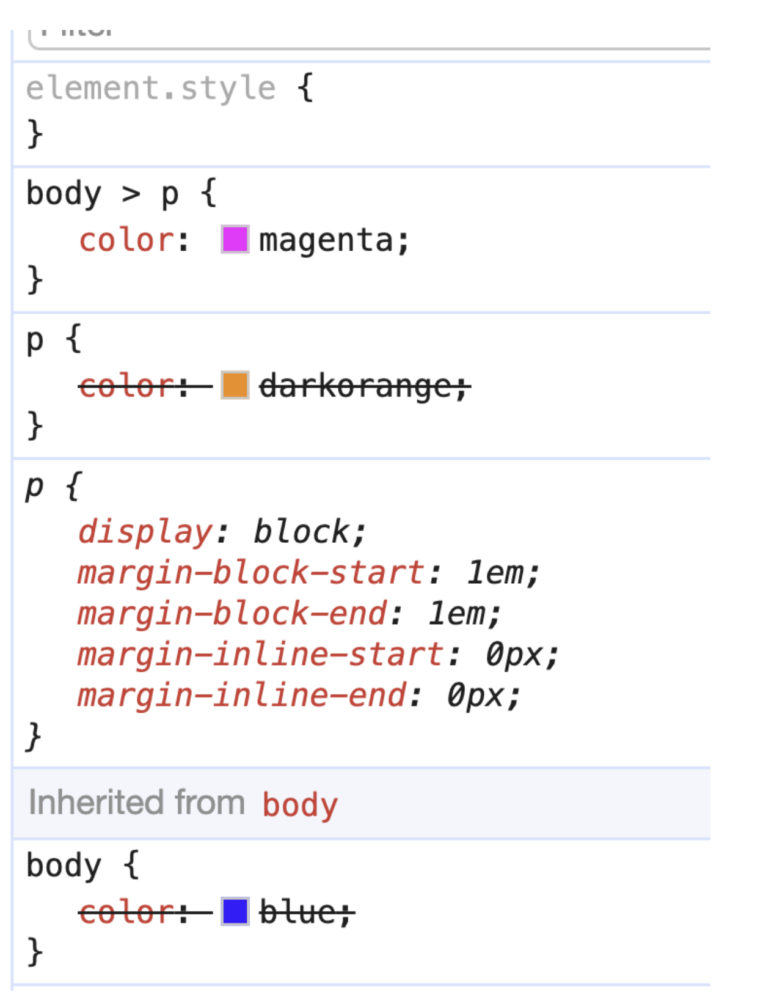 Filter
element.style {
}
body > p {
color: magenta;
}
p {
color: darkorange;
}
p {
display: block;
margin-block-start: 1em;
margin-block-end: 1em;
margin-inline-start: 0px;
margin-inline-end: 0px;
}
Inherited from body
body {
color: blue;
}